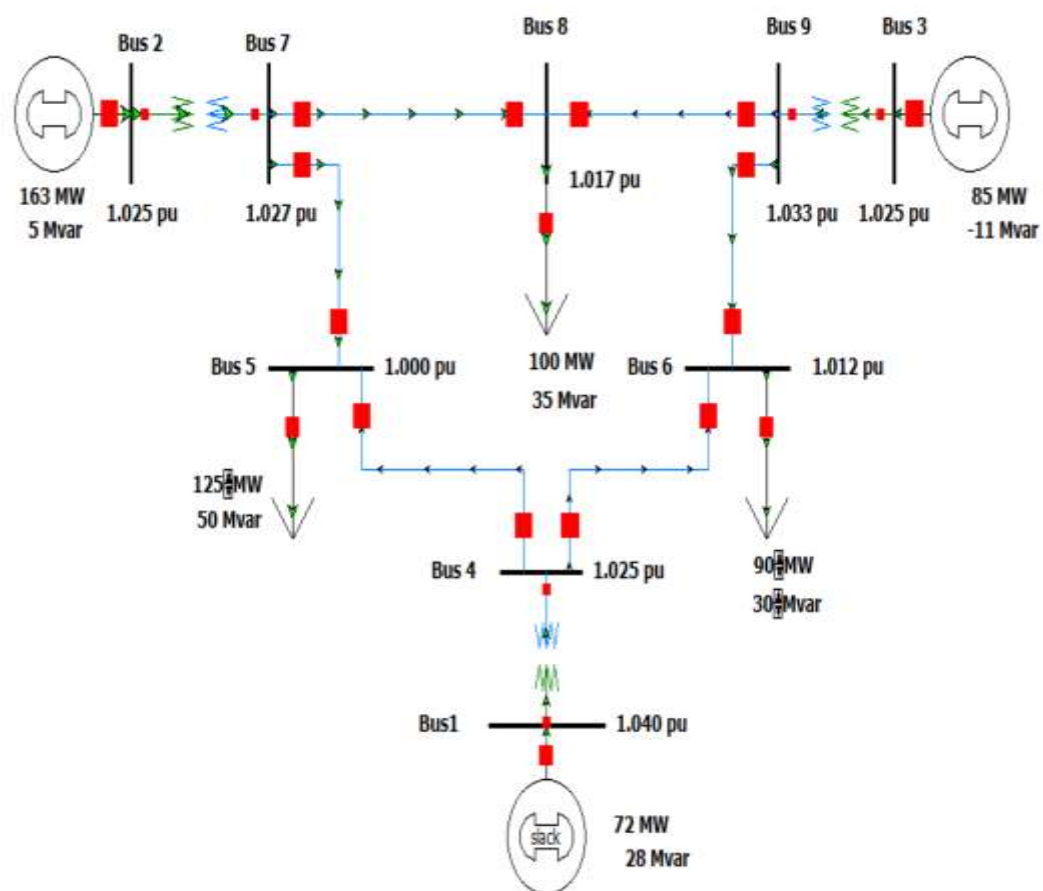 Bus 2
Bus 7
Bus 8
Bus 9
Bus 3
163 MW
5 Mvar
1.025 pu
1.027 pu
1.017 pu
1.033 pu
1.025 pu
85 MW
-11 Mvar
Bus 5
1.000 pu
100 MW
35 Mvar
Bus 6
1.012 pu
125 MW
50 Mvar
Bus 4
1.025 pu
90 MW
30 Mvar
Bus1
1.040 pu
slack
72 MW
28 Mvar